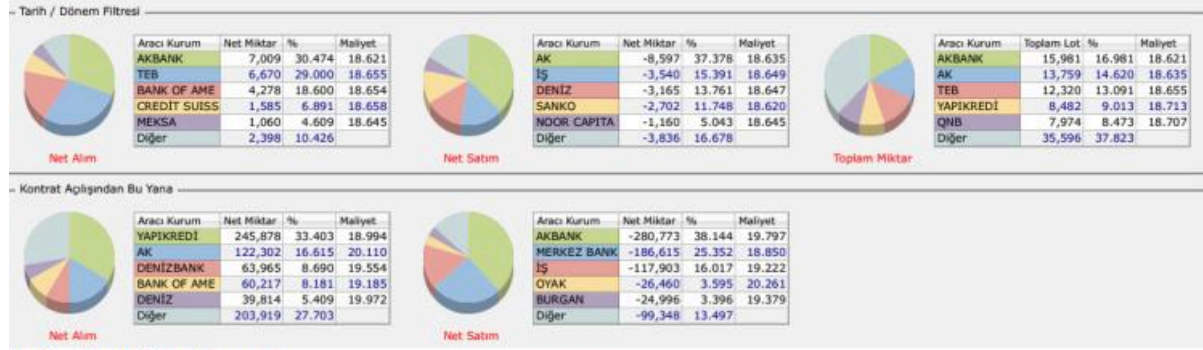 Tarih / Dönem Filtresi
Aracı Kurum Net Miktar % Maliyet
AKBANK 7,009 30.474 18.621
TEB 6,670 29.000 18.655
BANK OF AME 4,278 18.600 18.654
CREDİT SUISS 1,585 6.891 18.658
MEKSA 1,060 4.609 18.645
Diğer 2,398 10.426
Net Alım
Aracı Kurum Net Miktar % Maliyet
AK -8,597 37.378 18.635
İŞ -3,540 15.391 18.649
DENİZ -3,165 13.761 18.647
SANKO -2,702 11.748 18.620
NOOR CAPITA -1,160 5.043 18.645
Diğer -3,836 16.678
Net Satım
Aracı Kurum Toplam Lot % Maliyet
AKBANK 15,981 16.981 18.621
AK 13,759 14.620 18.635
TEB 12,320 13.091 18.655
YAPIKREDİ 8,482 9.013 18.713
QNB 7,974 8.473 18.707
Diğer 35,596 37.823
Toplam Miktar
Kontrat Açılışından Bu Yana
Aracı Kurum Net Miktar % Maliyet
YAPIKREDİ 245,878 33.403 18.994
AK 122,302 16.615 20.110
DENİZBANK 63,965 8.690 19.554
BANK OF AME 60,217 8.181 19.185
DENİZ 39,814 5.409 19.972
Diğer 203,919 27.703
Net Alım
Aracı Kurum Net Miktar % Maliyet
AKBANK -280,773 38.144 19.797
MERKEZ BANK -186,615 25.352 18.850
İŞ -117,903 16.017 19.222
OYAK -26,460 3.595 20.261
BURGAN -24,996 3.396 19.379
Diğer -99,348 13.497
Net Satım